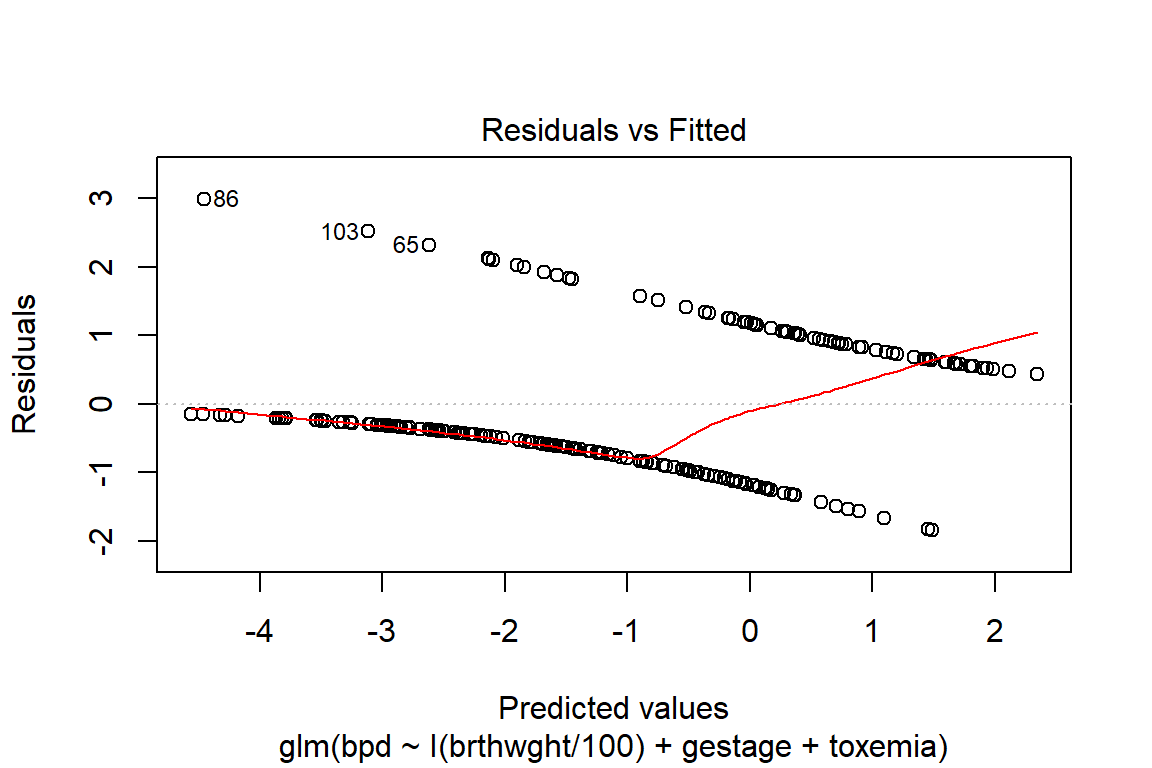 Residuals vs Fitted
Residuals
3
2
1
0
-1
-2
86
103
65
-4 -3 -2 -1 0 1 2
Predicted values
glm(bpd ~ I(brthwght/100) + gestage + toxemia)